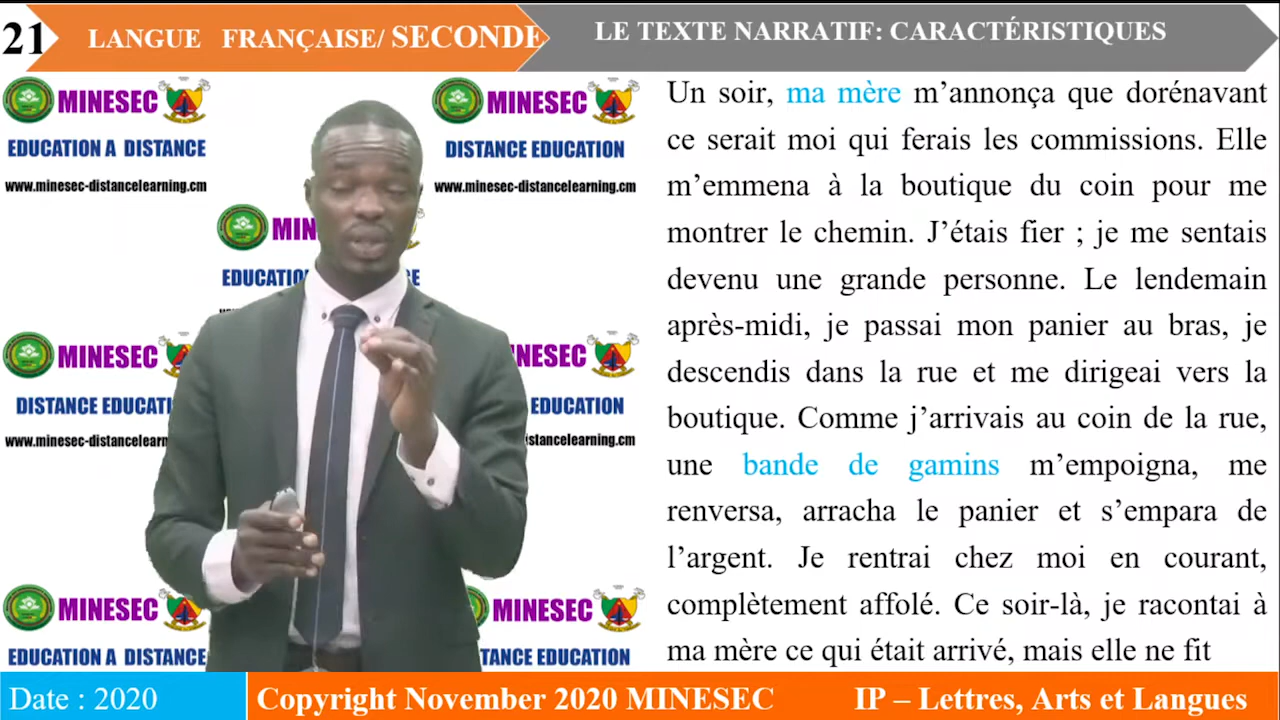 21
LANGUE FRANÇAISE/ SECONDE
LE TEXTE NARRATIF: CARACTÉRISTIQUES
MINESEC
EDUCATION A DISTANCE
www.minesec-distancelearning.cm
MINESEC
DISTANCE EDUCATION
www.minesec-distancelearning.cm
MINESEC
DISTANCE
www.minesec-distancelearning.cm
EDUCATION
MINESEC
EDUCATION A DISTANCE
MINESEC
Un soir, ma mère m’annonça que dorénavant
ce serait moi qui ferais les commissions. Elle
m’emmena à la boutique du coin pour me
montrer le chemin. J’étais fier ; je me sentais
devenu une grande personne. Le lendemain
après-midi, je passai mon panier au bras, je
descendis dans la rue et me dirigeai vers la
boutique. Comme j’arrivais au coin de la rue,
une bande de gamins m’empoigna, me
renversa, arracha le panier et s’empara de
l’argent. Je rentrai chez moi en courant,
complètement affolé. Ce soir-là, je racontai à
ma mère ce qui était arrivé, mais elle ne fit
Date : 2020
Copyright November 2020 MINESEC
IP – Lettres, Arts et Langues